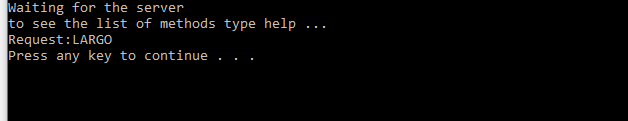 Waiting for the server
to see the list of methods type help ...
Request:LARGO
Press any key to continue . . .